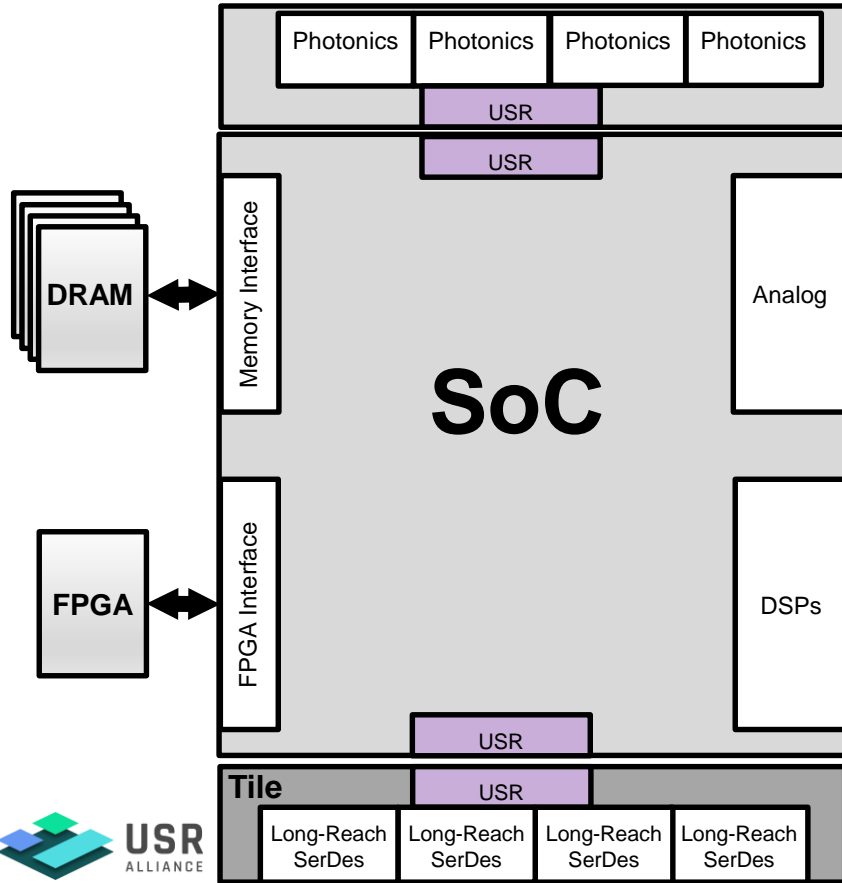 Photonics Photonics Photonics Photonics
USR
USR
Memory Interface
DRAM
Analog
SoC
FPGA Interface
FPGA
DSPs
USR
Tile
USR
Long-Reach
SerDes
Long-Reach
SerDes
Long-Reach
SerDes
Long-Reach
SerDes
USR
ALLIANCE